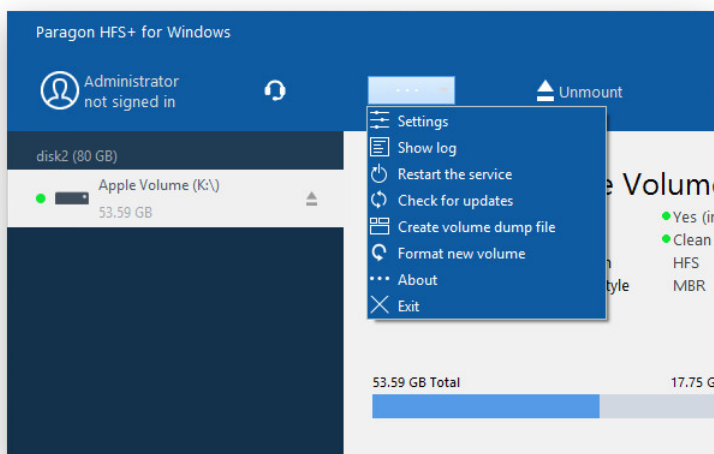 Paragon HFS+ for Windows
Administrator
not signed in
Unmount
disk2 (80 GB)
Apple Volume (K:\)
53.59 GB
Settings
Show log
Restart the service
Check for updates
Create volume dump file
Format new volume
About
Exit
Yes
Clean
HFS
MBR
53.59 GB Total
17.75